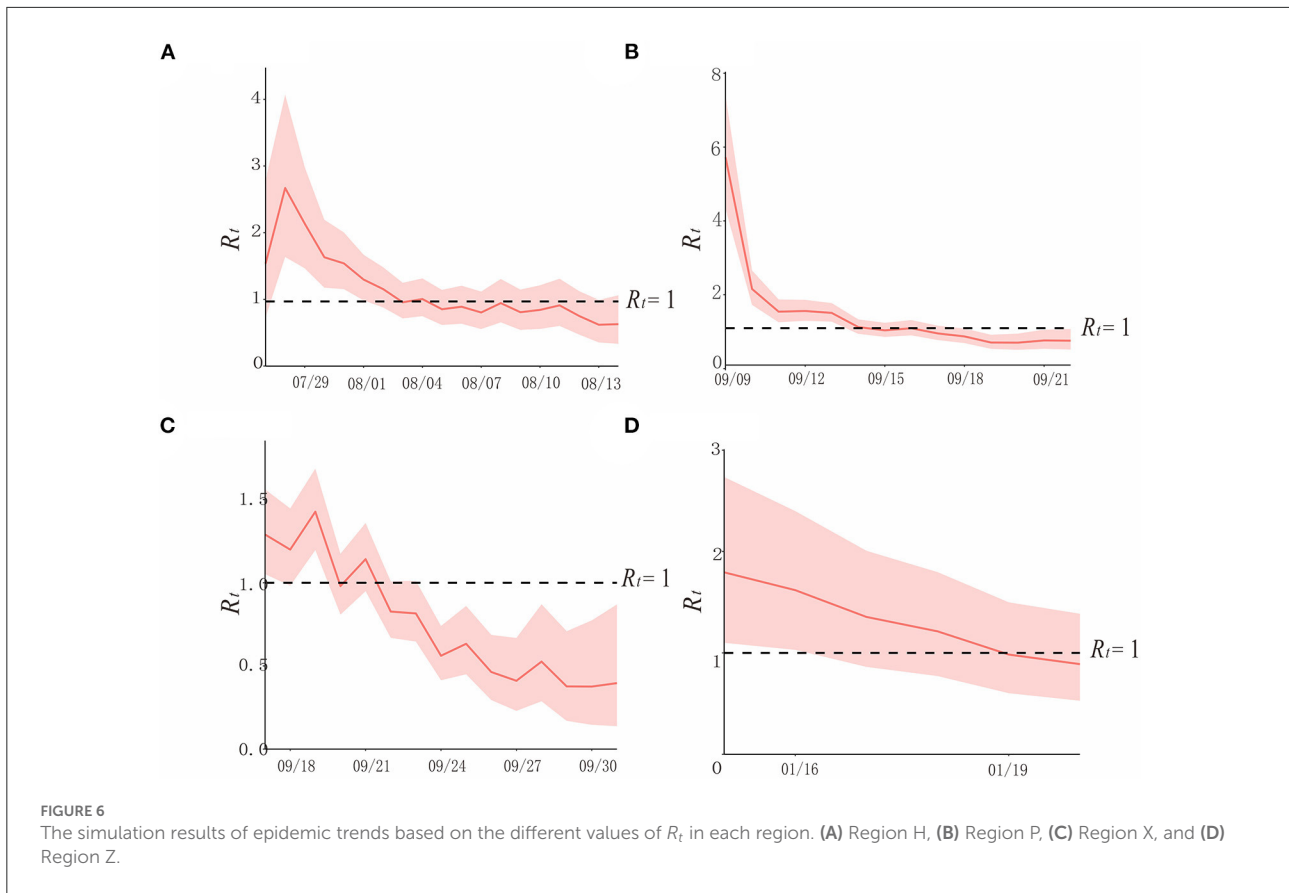 A
4
3
2
1
0
Rt
Rt= 1
07/29 08/01 08/04 08/07 08/10 08/13
B
8
6
4
2
0
Rt
Rt= 1
09/09 09/12 09/15 09/18 09/21
C
1.5
1.0
0.5
0.0
Rt
Rt= 1
09/18 09/21 09/24 09/27 09/30
D
3
2
1
0
Rt
Rt= 1
01/16 01/19
FIGURE 6
The simulation results of epidemic trends based on the different values of Rt in each region. (A) Region H, (B) Region P, (C) Region X, and (D)
Region Z.